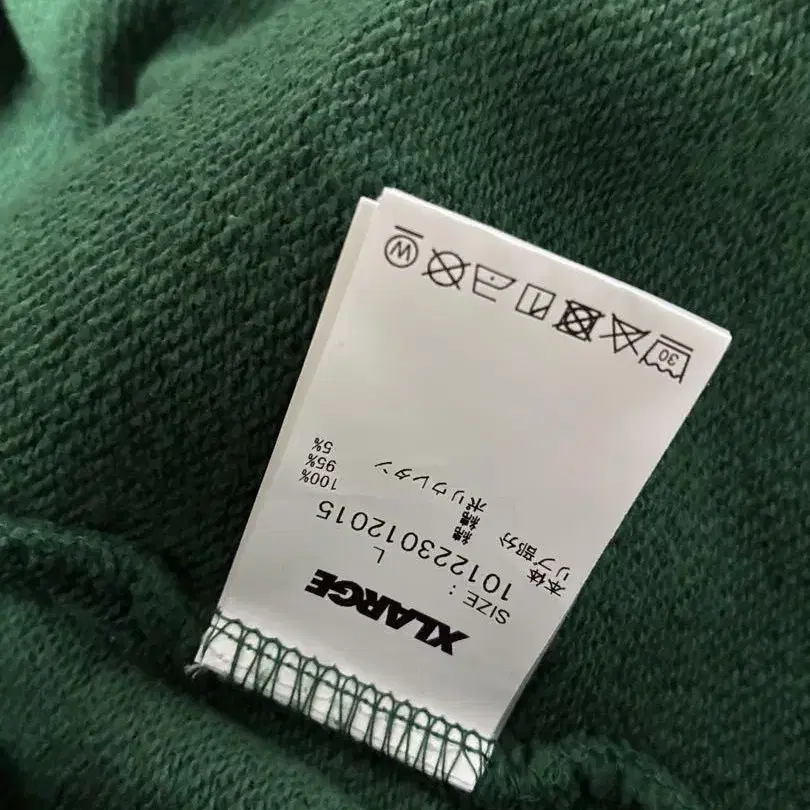 XLARGE
SIZE : L
101223012015
本体 綿 100%
リブ部分 綿 95%
ポリウレタン 5%
30
W